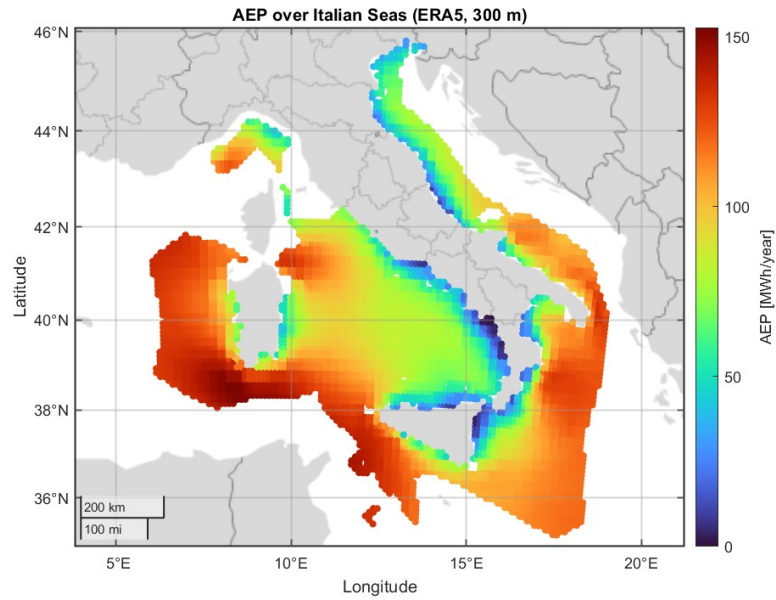 AEP over Italian Seas (ERA5, 300 m)
46°N
44°N
42°N
40°N
38°N
36°N
Latitude
200 km
100 mi
5°E
10°E
15°E
20°E
Longitude
150
100
50
0
AEP [MWh/year]